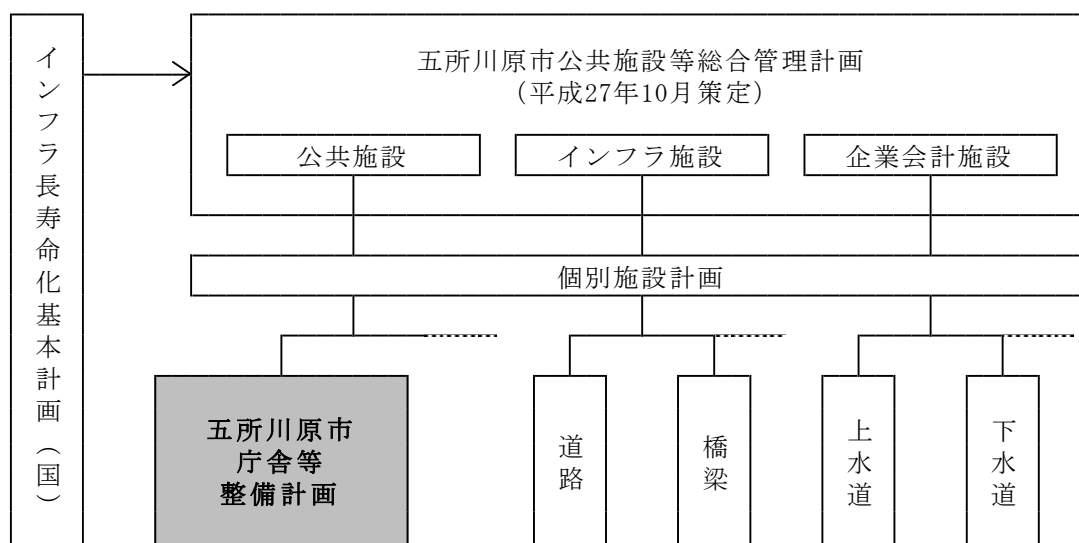 インフラ長寿命化基本計画（国）
五所川原市公共施設等総合管理計画
（平成27年10月策定）
公共施設
インフラ施設
企業会計施設
個別施設計画
五所川原市
庁舎等
整備計画
道路
橋梁
上水道
下水道